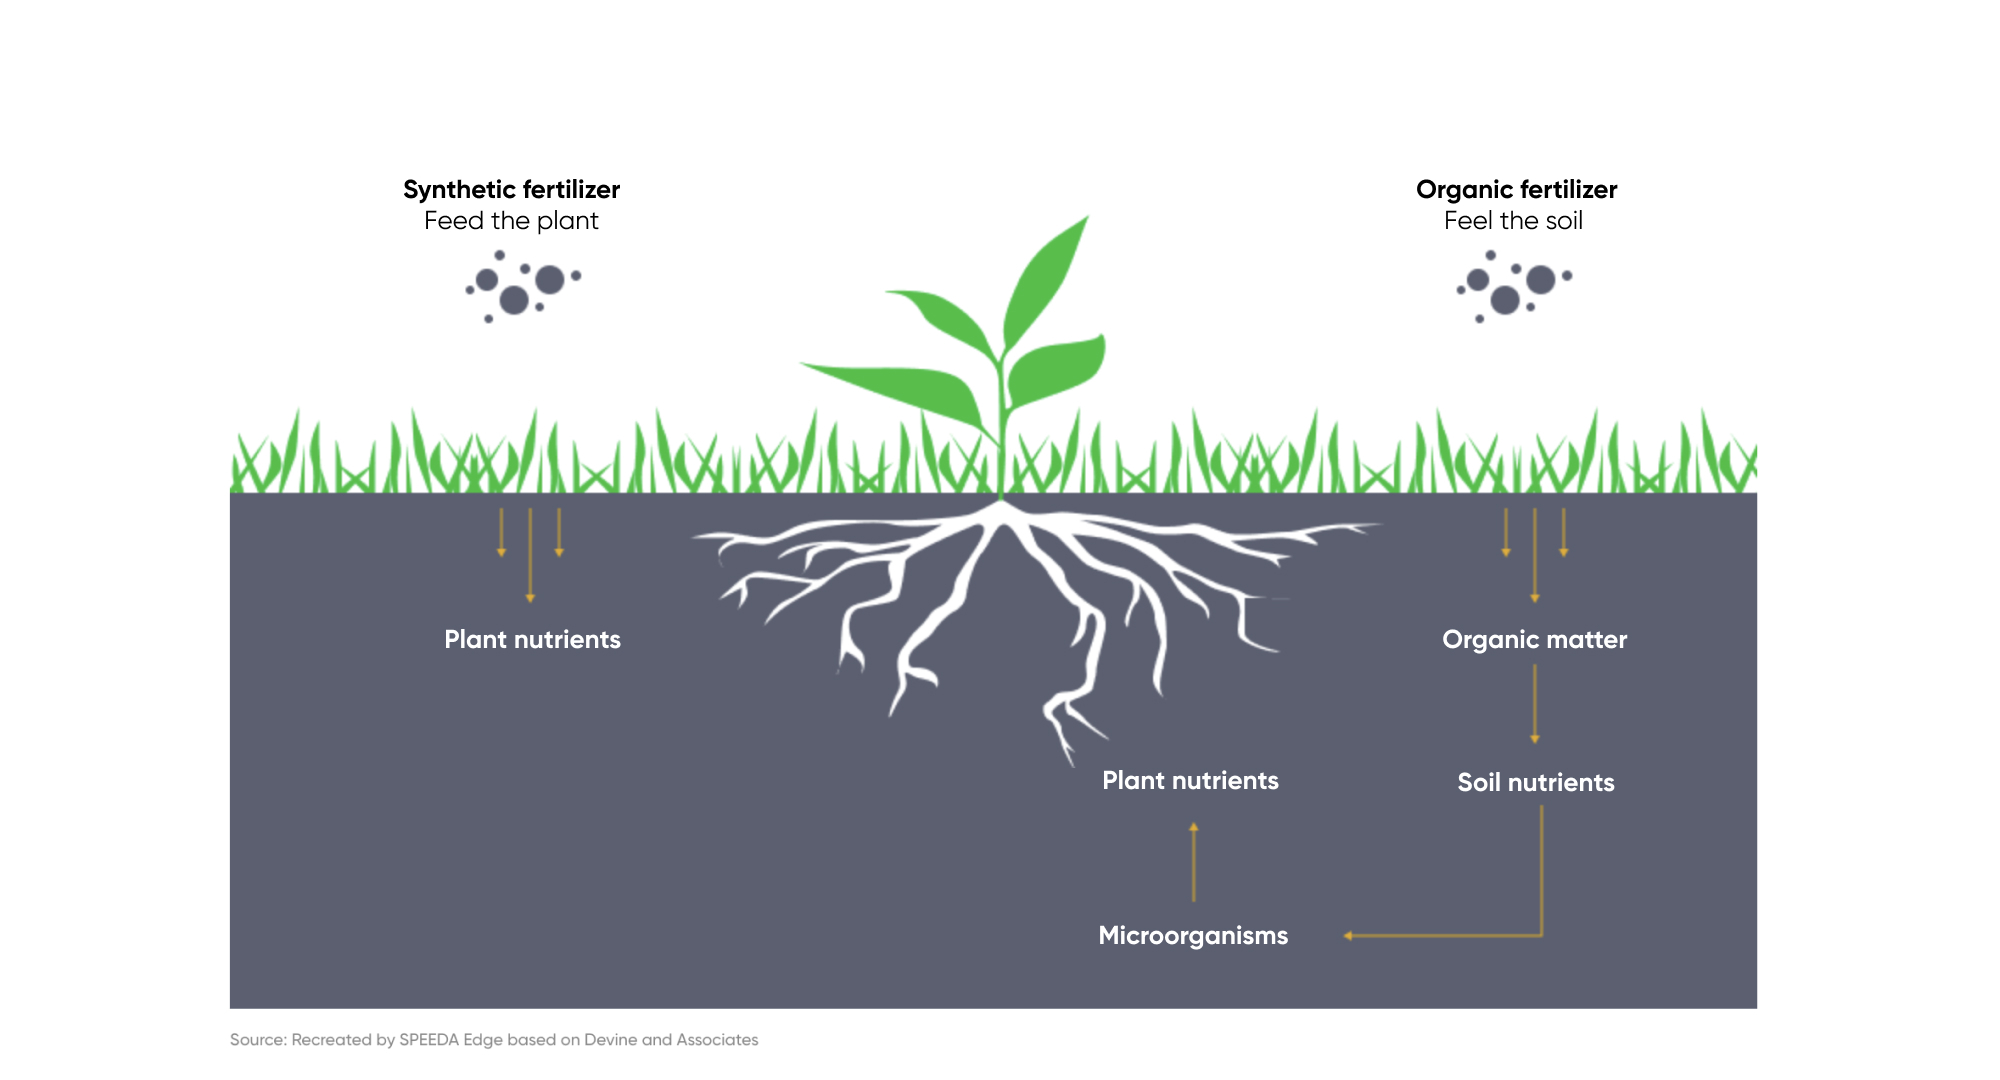 Synthetic fertilizer
Feed the plant
Organic fertilizer
Feel the soil
Plant nutrients
Organic matter
Plant nutrients
Soil nutrients
Microorganisms
Source: Recreated by SPEEDA Edge based on Devine and Associates